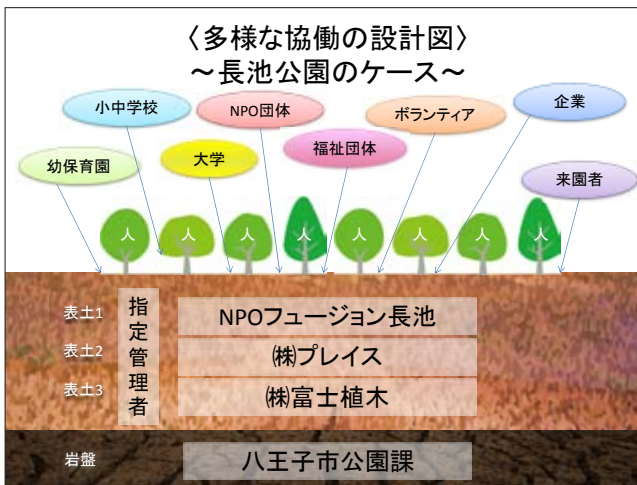 〈多様な協働の設計図〉
～長池公園のケース～
小中学校
NPO団体
ボランティア
企業
幼保育園
大学
福祉団体
来園者
人 人 人 人 人 人 人 人
指定管理者
表土1
NPOフュージョン長池
表土2
㈱プレイス
表土3
㈱富士植木
岩盤
八王子市公園課